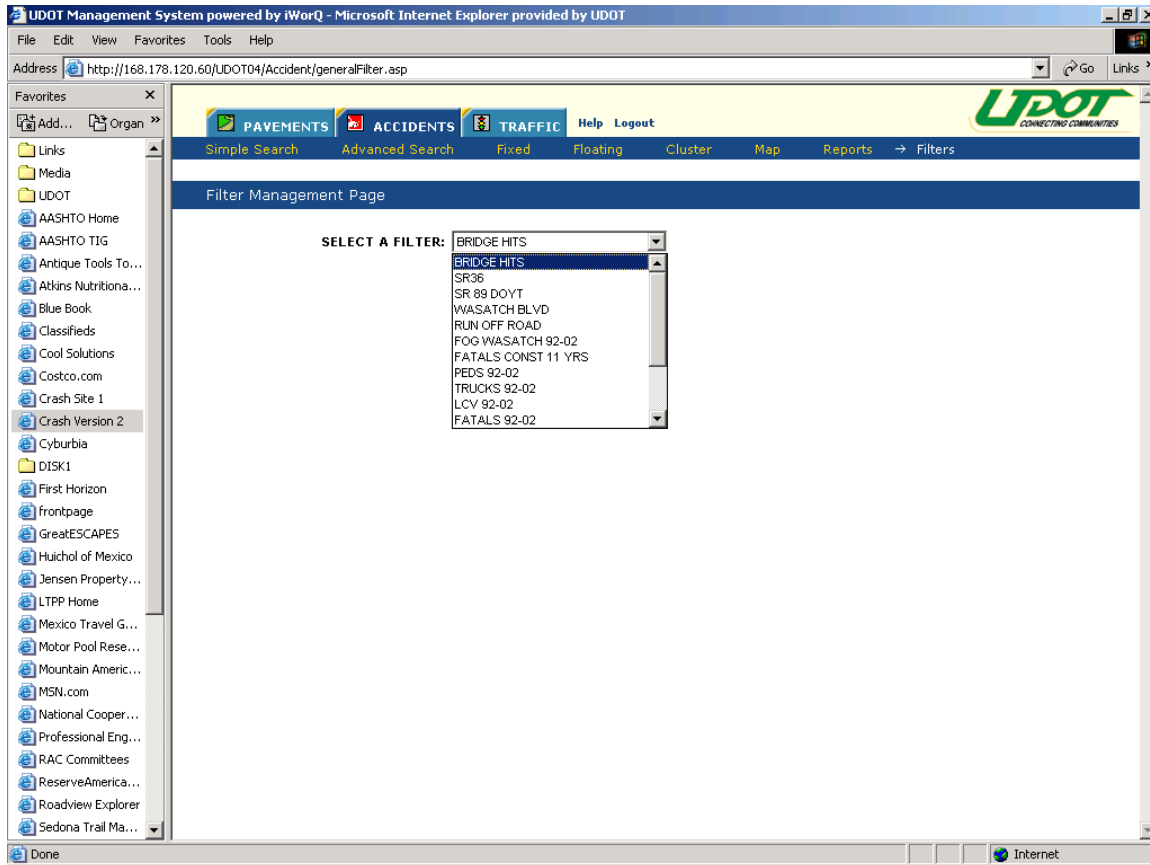 UDOT Management System powered by iWorQ - Microsoft Internet Explorer provided by UDOT
File Edit View Favorites Tools Help
Address http://168.178.120.60/UDOT04/Accident/generalFilter.asp Go Links »
Favorites ×
Add... Organ »
Links
Media
UDOT
AASHTO Home
AASHTO TIG
Antique Tools To...
Atkins Nutritiona...
Blue Book
Classifieds
Cool Solutions
Costco.com
Crash Site 1
Crash Version 2
Cyburbia
DISK1
First Horizon
frontpage
GreatESCAPES
Huichol of Mexico
Jensen Property...
LTPP Home
Mexico Travel G...
Motor Pool Rese...
Mountain Americ...
MSN.com
National Cooper...
Professional Eng...
RAC Committees
ReserveAmerica...
Roadview Explorer
Sedona Trail Ma...
PAVEMENTS ACCIDENTS TRAFFIC Help Logout
UDOT
CONNECTING COMMUNITIES
Simple Search Advanced Search Fixed Floating Cluster Map Reports → Filters
Filter Management Page
SELECT A FILTER: BRIDGE HITS
BRIDGE HITS
SR36
SR 89 DOYT
WASATCH BLVD
RUN OFF ROAD
FOG WASATCH 92-02
FATALS CONST 11 YRS
PEDS 92-02
TRUCKS 92-02
LCV 92-02
FATALS 92-02
Done Internet